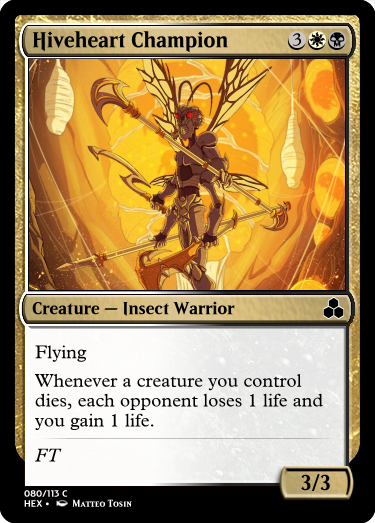 Hiveheart Champion 3
Creature — Insect Warrior
Flying
Whenever a creature you control
dies, each opponent loses 1 life and
you gain 1 life.
FT
3/3
080/113 C
HEX • Matteo Tosin